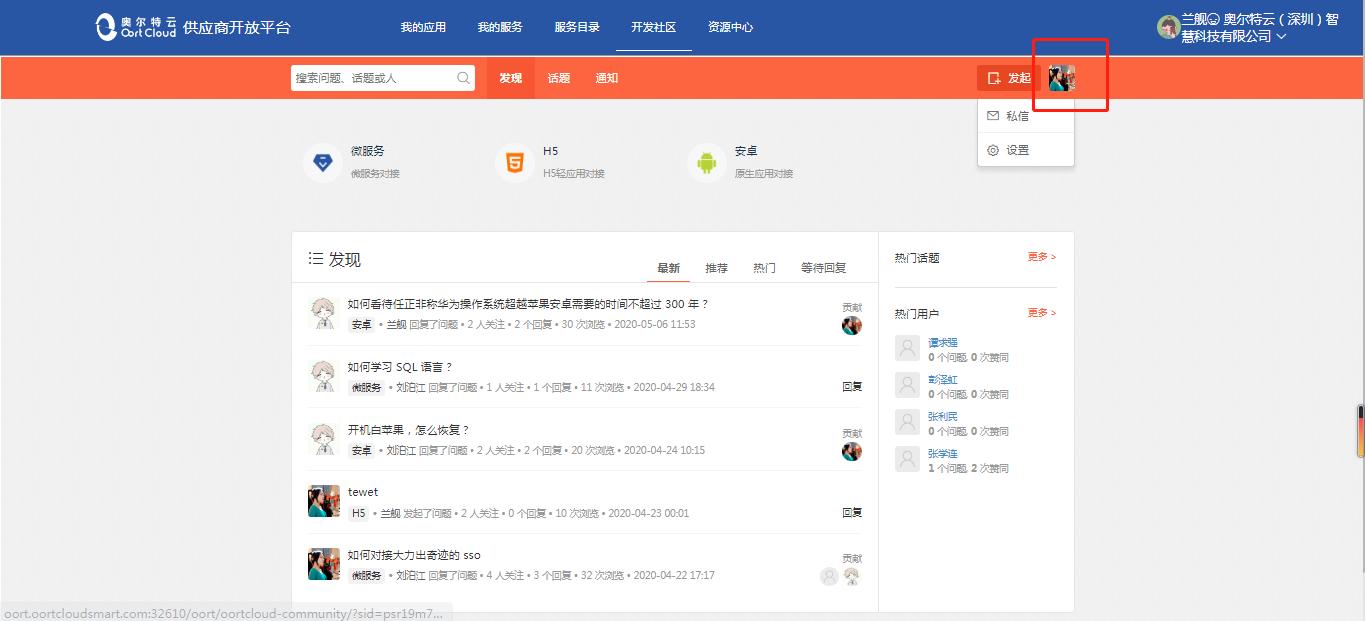 奥尔特云
Oort Cloud
供应商开放平台
我的应用
我的服务
服务目录
开发社区
资源中心
兰舰 奥尔特云（深圳）智
慧科技有限公司
搜索问题、话题或人
发现
话题
通知
发起
私信
设置
微服务
微服务对接
H5
H5轻应用对接
安卓
原生应用对接
发现
最新
推荐
热门
等待回复
如何看待任正非称华为操作系统超越苹果安卓需要的时间不超过 300 年？
安卓 • 兰舰 回复了问题 • 2 人关注 • 2 个回复 • 30 次浏览 • 2020-05-06 11:53
贡献
如何学习 SQL 语言？
微服务 • 刘洎江 回复了问题 • 1 人关注 • 1 个回复 • 11 次浏览 • 2020-04-29 18:34
回复
开机白苹果，怎么恢复？
安卓 • 刘洎江 回复了问题 • 2 人关注 • 2 个回复 • 20 次浏览 • 2020-04-24 10:15
贡献
tewet
H5 • 兰舰 发起了问题 • 2 人关注 • 0 个回复 • 10 次浏览 • 2020-04-23 00:01
回复
如何对接大力出奇迹的 sso
微服务 • 刘洎江 回复了问题 • 4 人关注 • 3 个回复 • 32 次浏览 • 2020-04-22 17:17
贡献
热门话题
更多 >
热门用户
更多 >
谭求强
0 个问题, 0 次赞同
彭泽虹
0 个问题, 0 次赞同
张利民
0 个问题, 0 次赞同
张学连
1 个问题, 2 次赞同
oort.oortcloudsmart.com:32610/oort/oortcloud-community/?sid=psr19m7...